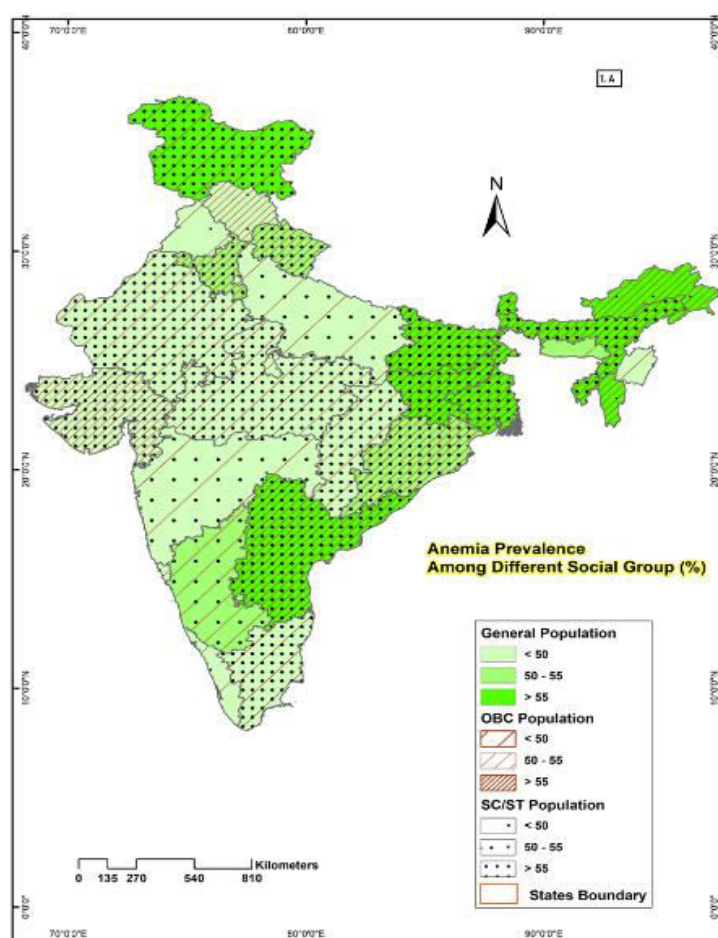 70°0'0"E 80°0'0"E 90°0'0"E
40°0'0"N 40°0'0"N
1. A
N
30°0'0"N 30°0'0"N
20°0'0"N 20°0'0"N
Anemia Prevalence
Among Different Social Group (%)
General Population
< 50
50 - 55
> 55
10°0'0"N 10°0'0"N
OBC Population
< 50
50 - 55
> 55
SC/ST Population
< 50
50 - 55
> 55
States Boundary
Kilometers
0 135 270 540 810
0°0'0" 0°0'0"
70°0'0"E 80°0'0"E 90°0'0"E